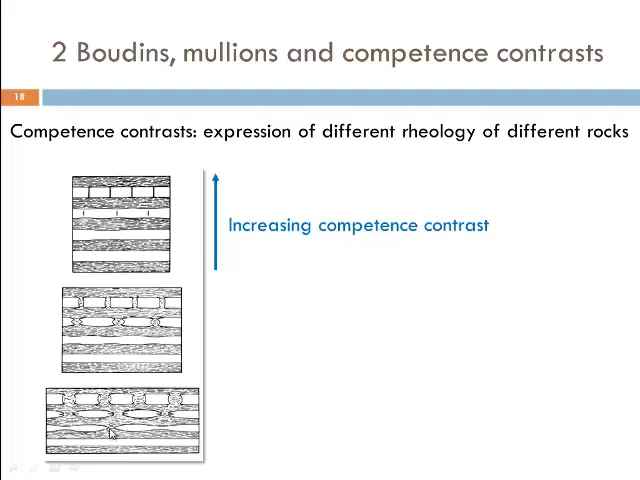 2 Boudins, mullions and competence contrasts
18
Competence contrasts: expression of different rheology of different rocks
Increasing competence contrast